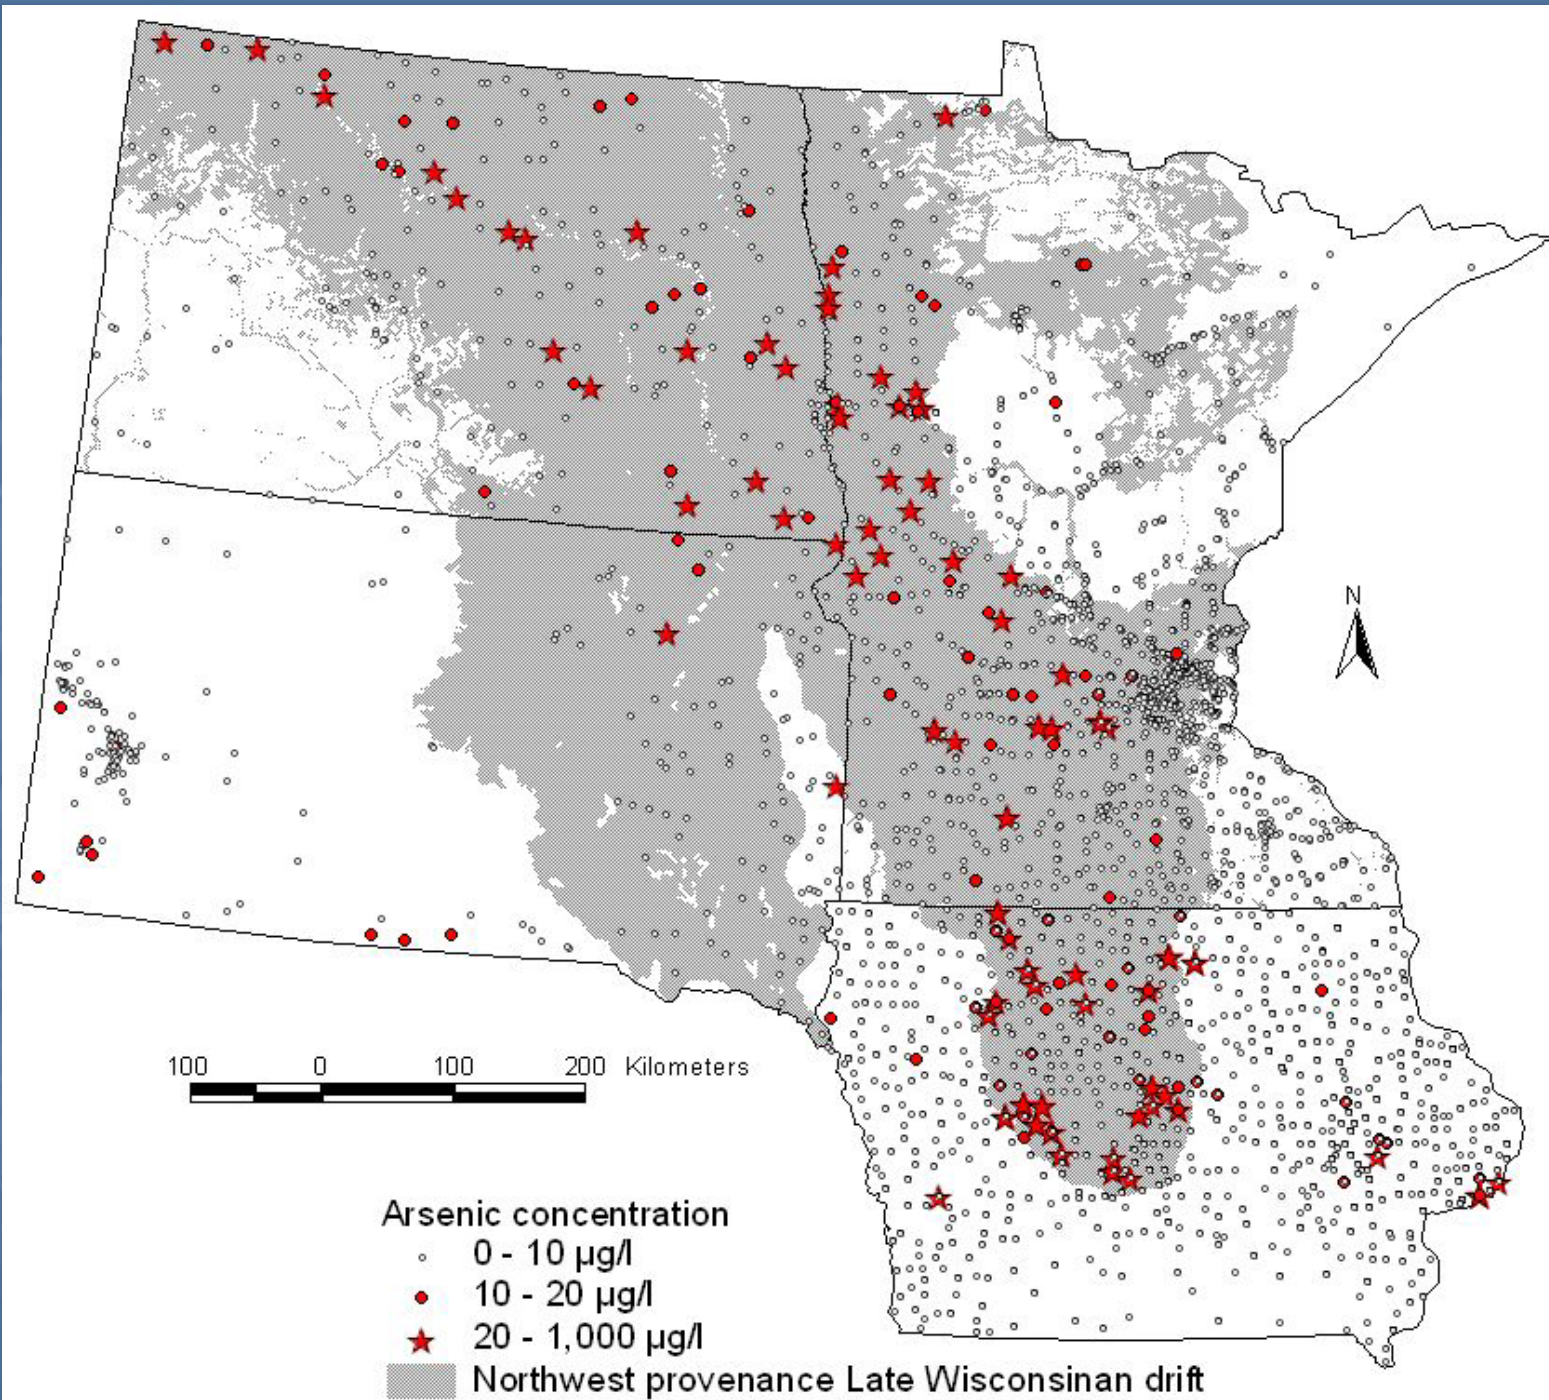 N
100 0 100 200 Kilometers
Arsenic concentration
0 - 10 µg/l
10 - 20 µg/l
20 - 1,000 µg/l
Northwest provenance Late Wisconsinan drift